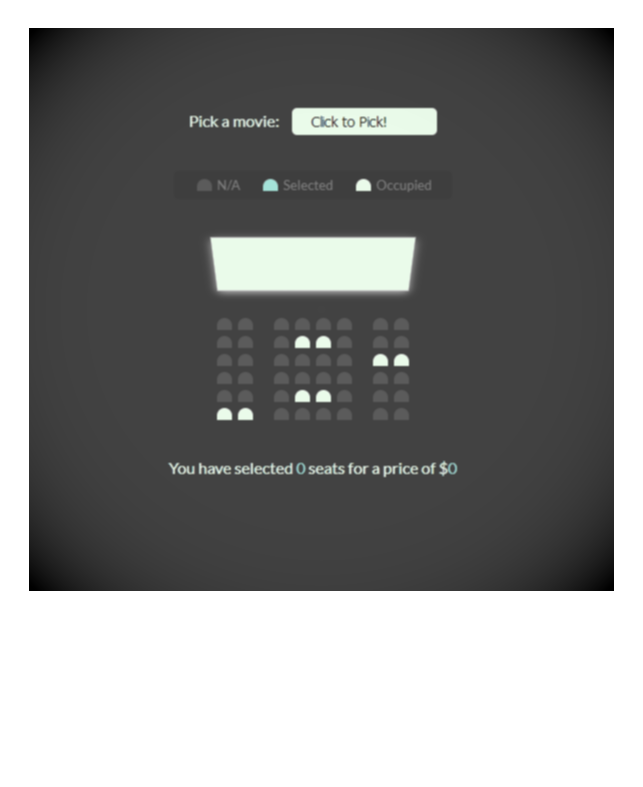 Pick a movie: Click to Pick!
N/A Selected Occupied
You have selected 0 seats for a price of $0